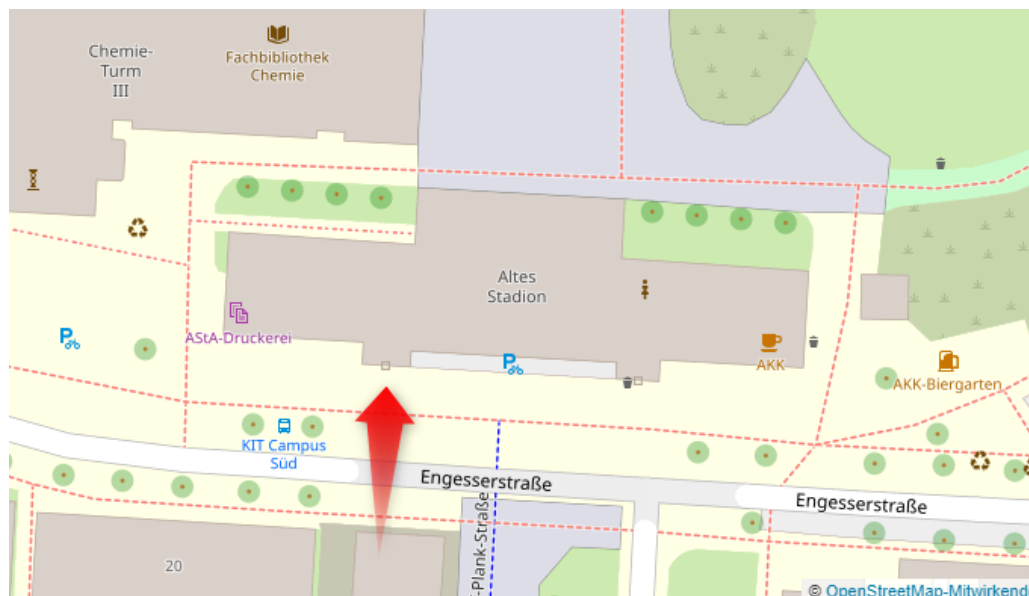 Chemie-
Turm
III
Fachbibliothek
Chemie
Altes
Stadion
AStA-Druckerei
AKK
AKK-Biergarten
KIT Campus
Süd
Engesserstraße
Engesserstraße
-Plank-Straße
20
© OpenStreetMap-Mitwirkend